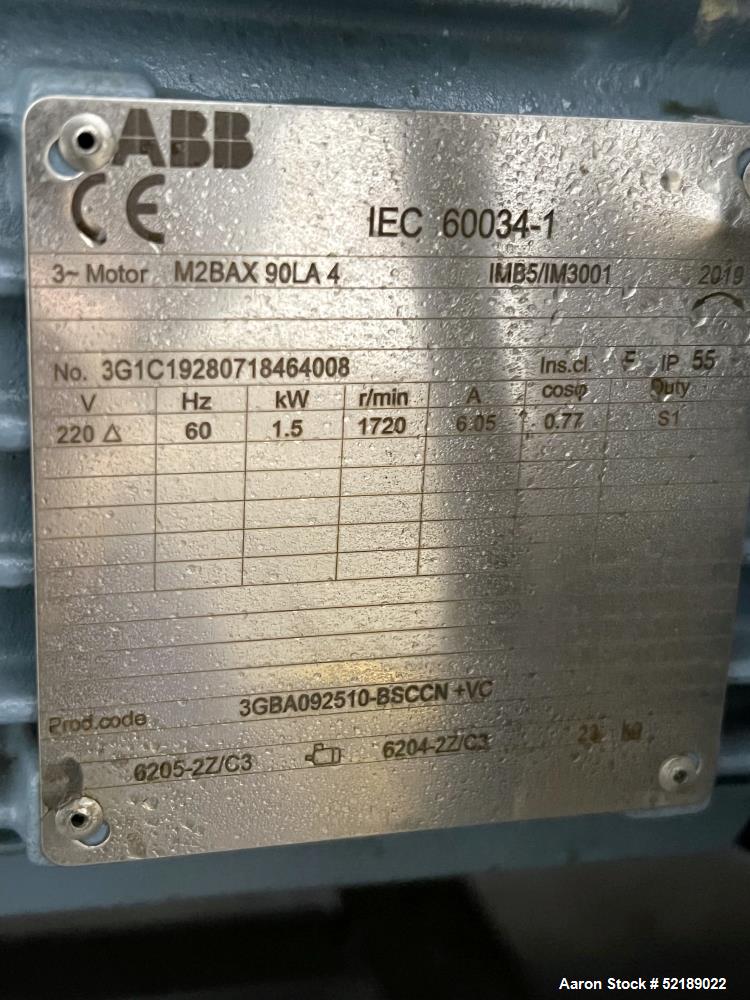 ABB
CE
IEC 60034-1
3~ Motor M2BAX 90LA 4 IMB5/IM3001 2019
No. 3G1C19280718464008 Ins.cl. F IP 55
V Hz kW r/min A cosφ Duty
220 Δ 60 1.5 1720 6.05 0.77 S1
Prod.code 3GBA092510-BSCCN +VC
6205-2Z/C3 6204-2Z/C3 kg
Aaron Stock # 52189022